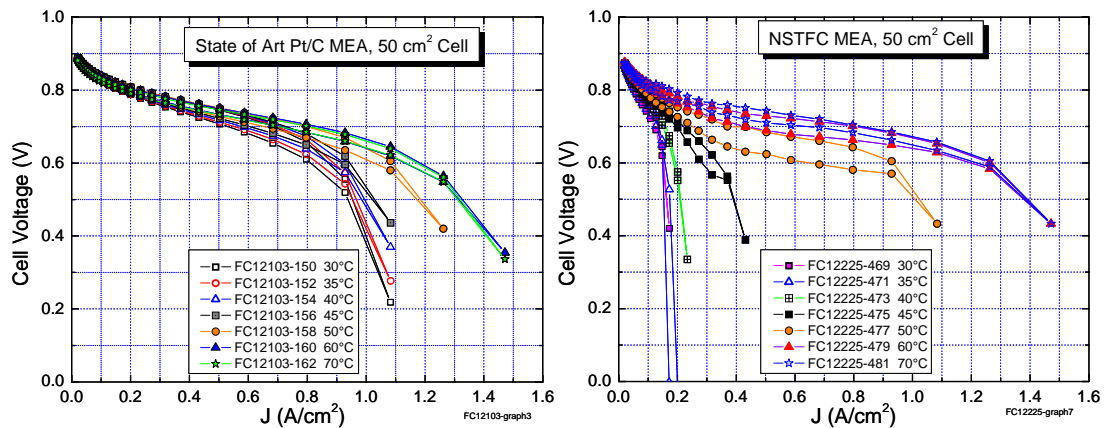 State of Art Pt/C MEA, 50 cm² Cell
Cell Voltage (V)
1.0
0.8
0.6
0.4
0.2
0.0
FC12103-150 30°C
FC12103-152 35°C
FC12103-154 40°C
FC12103-156 45°C
FC12103-158 50°C
FC12103-160 60°C
FC12103-162 70°C
0.0 0.2 0.4 0.6 0.8 1.0 1.2 1.4 1.6
J (A/cm²)
FC12103-graph3
NSTFC MEA, 50 cm² Cell
Cell Voltage (V)
1.0
0.8
0.6
0.4
0.2
0.0
FC12225-469 30°C
FC12225-471 35°C
FC12225-473 40°C
FC12225-475 45°C
FC12225-477 50°C
FC12225-479 60°C
FC12225-481 70°C
0.0 0.2 0.4 0.6 0.8 1.0 1.2 1.4 1.6
J (A/cm²)
FC12225-graph7